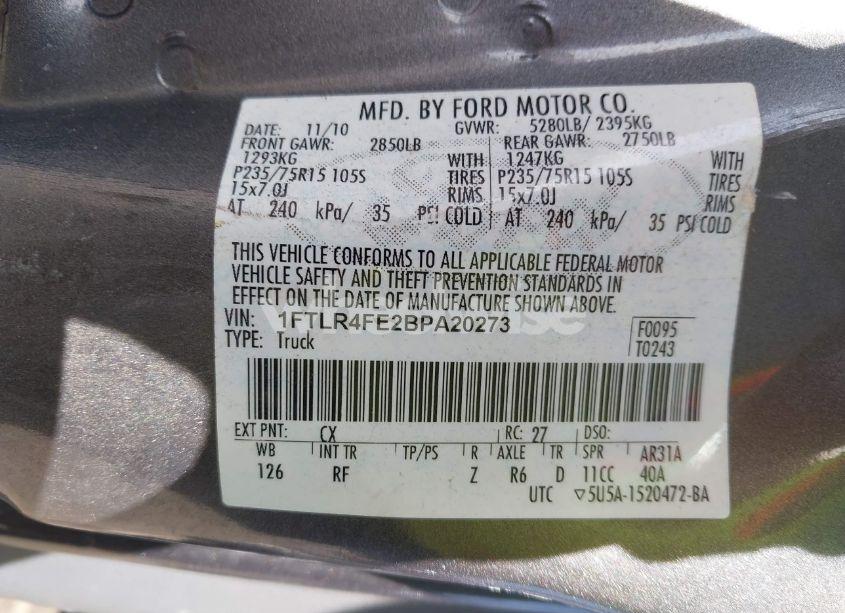 MFD. BY FORD MOTOR CO.
DATE: 11/10 GVWR: 5280LB/ 2395KG
FRONT GAWR: 2850LB REAR GAWR: 2750LB
1293KG WITH 1247KG WITH
P235/75R15 105S TIRES P235/75R15 105S TIRES
15x7.0J RIMS 15x7.0J RIMS
AT 240 kPa/ 35 PSI COLD AT 240 kPa/ 35 PSI COLD
THIS VEHICLE CONFORMS TO ALL APPLICABLE FEDERAL MOTOR
VEHICLE SAFETY AND THEFT PREVENTION STANDARDS IN
EFFECT ON THE DATE OF MANUFACTURE SHOWN ABOVE.
VIN: 1FTLR4FE2BPA20273 F0095
TYPE: Truck T0243
EXT PNT: CX RC: 27 DSO:
WB INT TR TP/PS R AXLE TR SPR AR31A
126 RF Z R6 D 11CC 40A
UTC ▽5U5A-1520472-BA